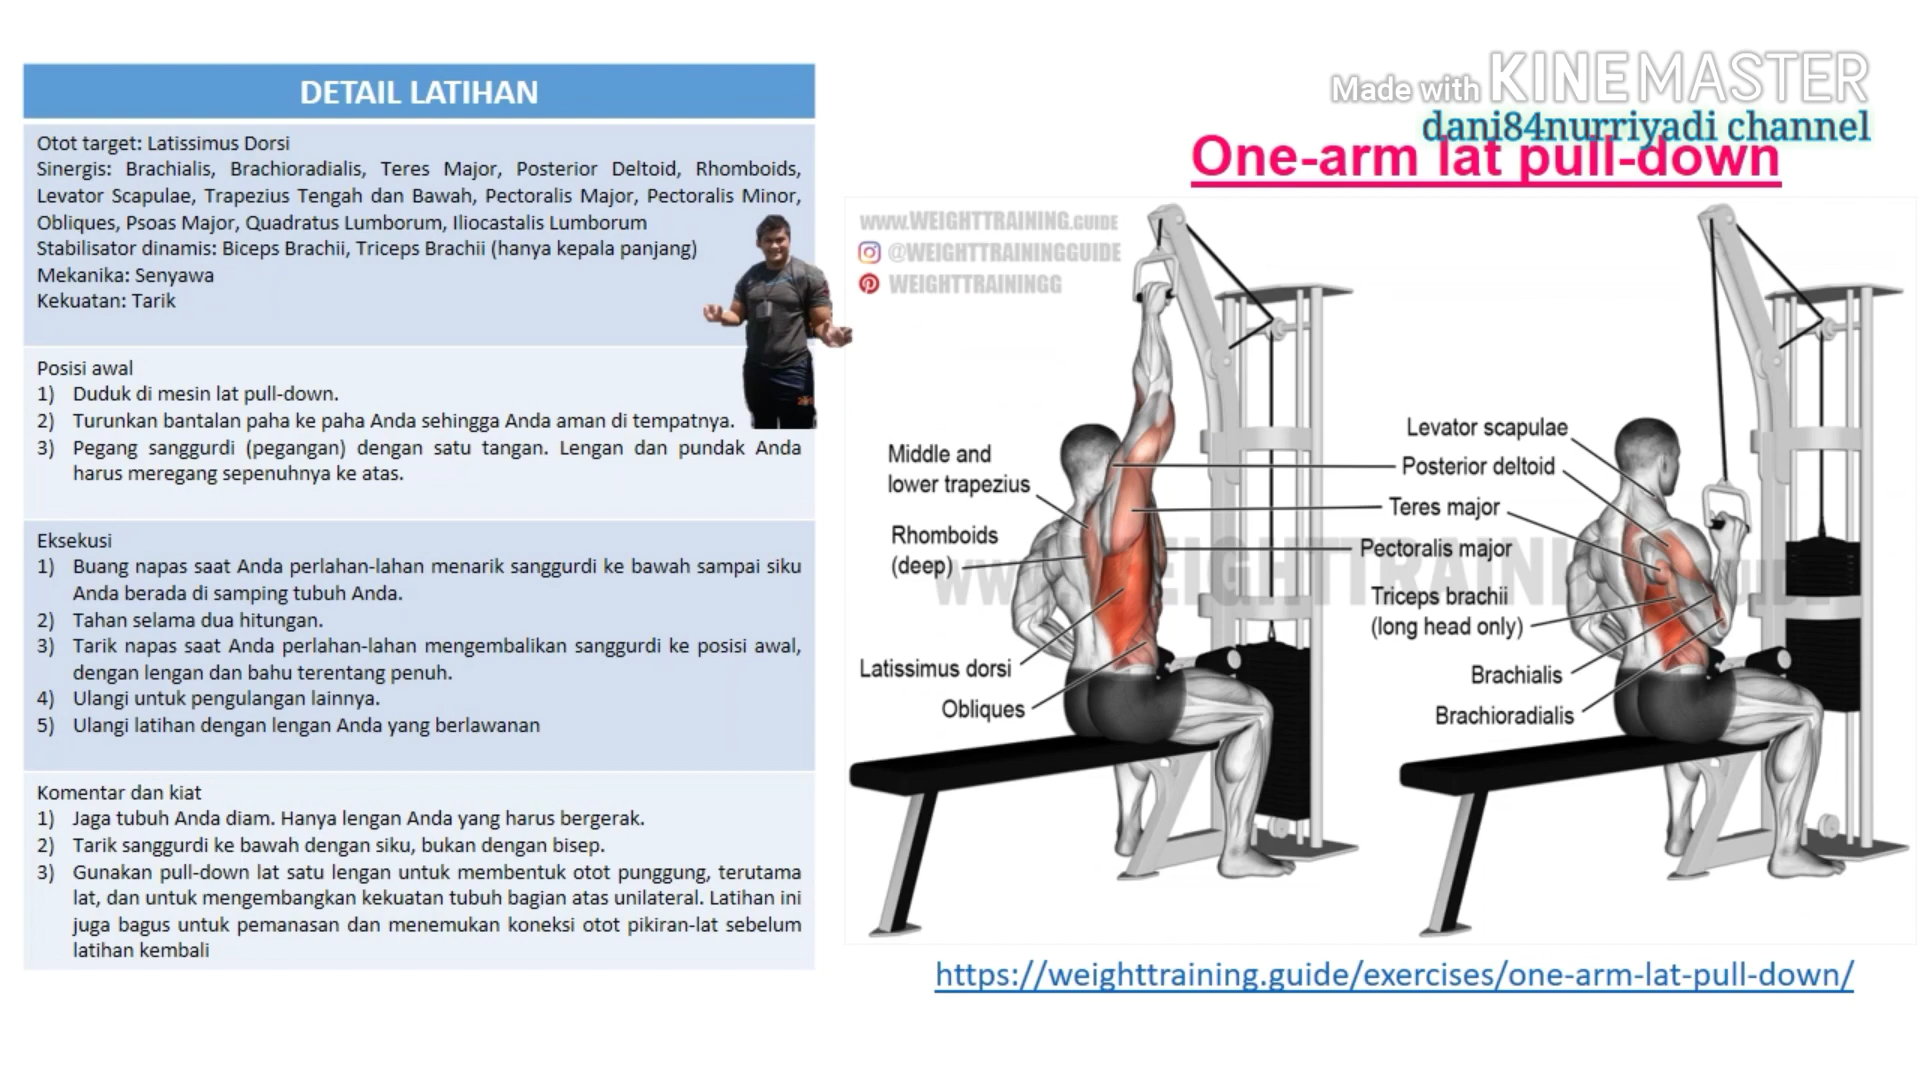 DETAIL LATIHAN
Otot target: Latissimus Dorsi
Sinergis: Brachialis, Brachioradialis, Teres Major, Posterior Deltoid, Rhomboids,
Levator Scapulae, Trapezius Tengah dan Bawah, Pectoralis Major, Pectoralis Minor,
Obliques, Psoas Major, Quadratus Lumborum, Iliocastalis Lumborum
Stabilisator dinamis: Biceps Brachii, Triceps Brachii (hanya kepala panjang)
Mekanika: Senyawa
Kekuatan: Tarik
Posisi awal
1) Duduk di mesin lat pull-down.
2) Turunkan bantalan paha ke paha Anda sehingga Anda aman di tempatnya.
3) Pegang sanggurdi (pegangan) dengan satu tangan. Lengan dan pundak Anda
harus meregang sepenuhnya ke atas.
Eksekusi
1) Buang napas saat Anda perlahan-lahan menarik sanggurdi ke bawah sampai siku
Anda berada di samping tubuh Anda.
2) Tahan selama dua hitungan.
3) Tarik napas saat Anda perlahan-lahan mengembalikan sanggurdi ke posisi awal,
dengan lengan dan bahu terentang penuh.
4) Ulangi untuk pengulangan lainnya.
5) Ulangi latihan dengan lengan Anda yang berlawanan
Komentar dan kiat
1) Jaga tubuh Anda diam. Hanya lengan Anda yang harus bergerak.
2) Tarik sanggurdi ke bawah dengan siku, bukan dengan bisep.
3) Gunakan pull-down lat satu lengan untuk membentuk otot punggung, terutama
lat, dan untuk mengembangkan kekuatan tubuh bagian atas unilateral. Latihan ini
juga bagus untuk pemanasan dan menemukan koneksi otot pikiran-lat sebelum
latihan kembali
Made with KINEMASTER
dani84nurriyadi channel
One-arm lat pull-down
WWW.WEIGHTTRAINING.GUIDE
@WEIGHTTRAININGGUIDE
WEIGHTTRAININGG
Middle and
lower trapezius
Rhomboids
(deep)
Latissimus dorsi
Obliques
Levator scapulae
Posterior deltoid
Teres major
Pectoralis major
Triceps brachii
(long head only)
Brachialis
Brachioradialis
https://weighttraining.guide/exercises/one-arm-lat-pull-down/